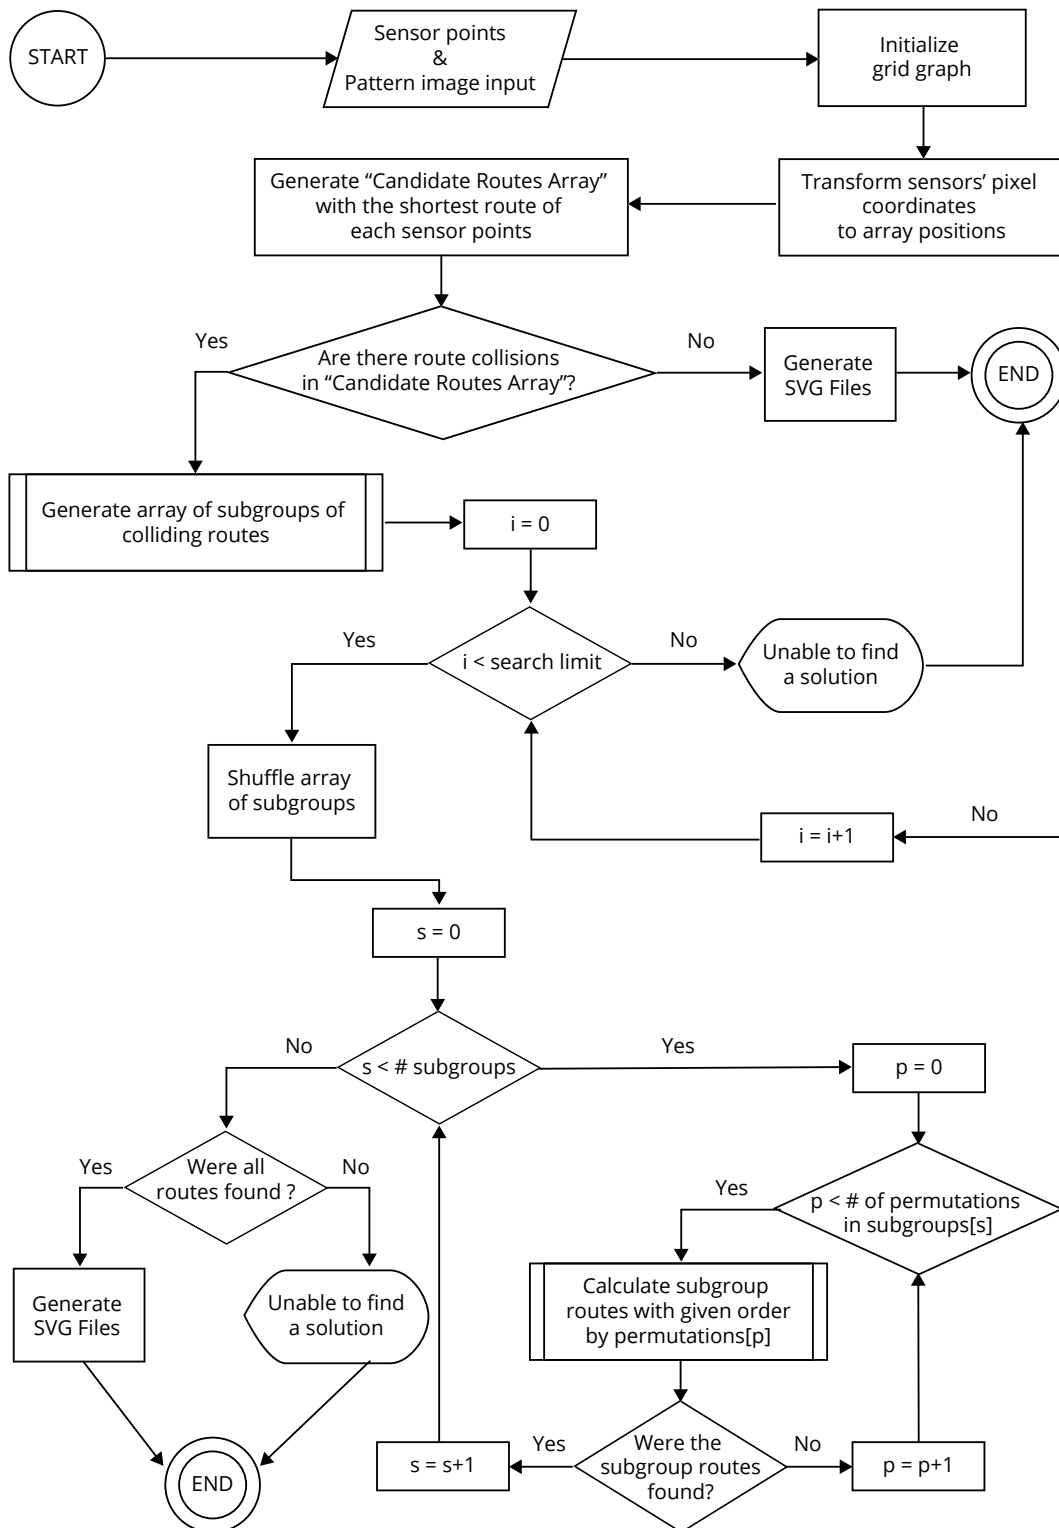 START
Sensor points
&
Pattern image input
Initialize
grid graph
Transform sensors’ pixel
coordinates
to array positions
Generate “Candidate Routes Array”
with the shortest route of
each sensor points
Are there route collisions
in “Candidate Routes Array”?
Yes
No
Generate
SVG Files
END
Generate array of subgroups of
colliding routes
i = 0
i < search limit
Yes
No
Unable to find
a solution
Shuffle array
of subgroups
i = i+1
No
s = 0
s < # subgroups
No
Yes
p = 0
Were all
routes found ?
Yes
No
Generate
SVG Files
Unable to find
a solution
END
p < # of permutations
in subgroups[s]
Yes
Calculate subgroup
routes with given order
by permutations[p]
Were the
subgroup routes
found?
Yes
No
s = s+1
p = p+1